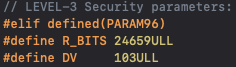 // LEVEL-3 Security parameters:
#elif defined(PARAM96)
#define R_BITS 24659ULL
#define DV     103ULL